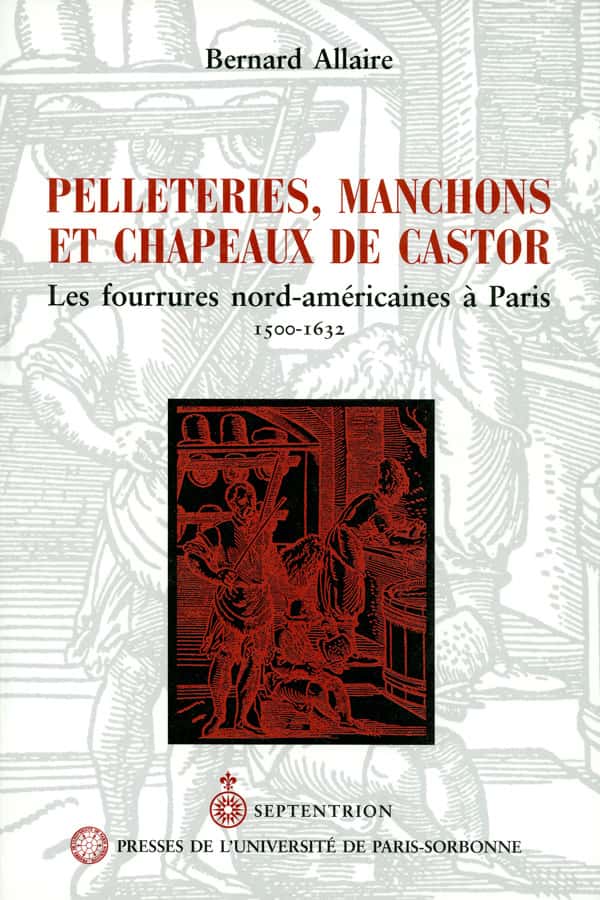 Bernard Allaire
PELLETERIES, MANCHONS
ET CHAPEAUX DE CASTOR
Les fourrures nord-américaines à Paris
1500-1632
SEPTENTRION
PRESSES DE L'UNIVERSITÉ DE PARIS-SORBONNE